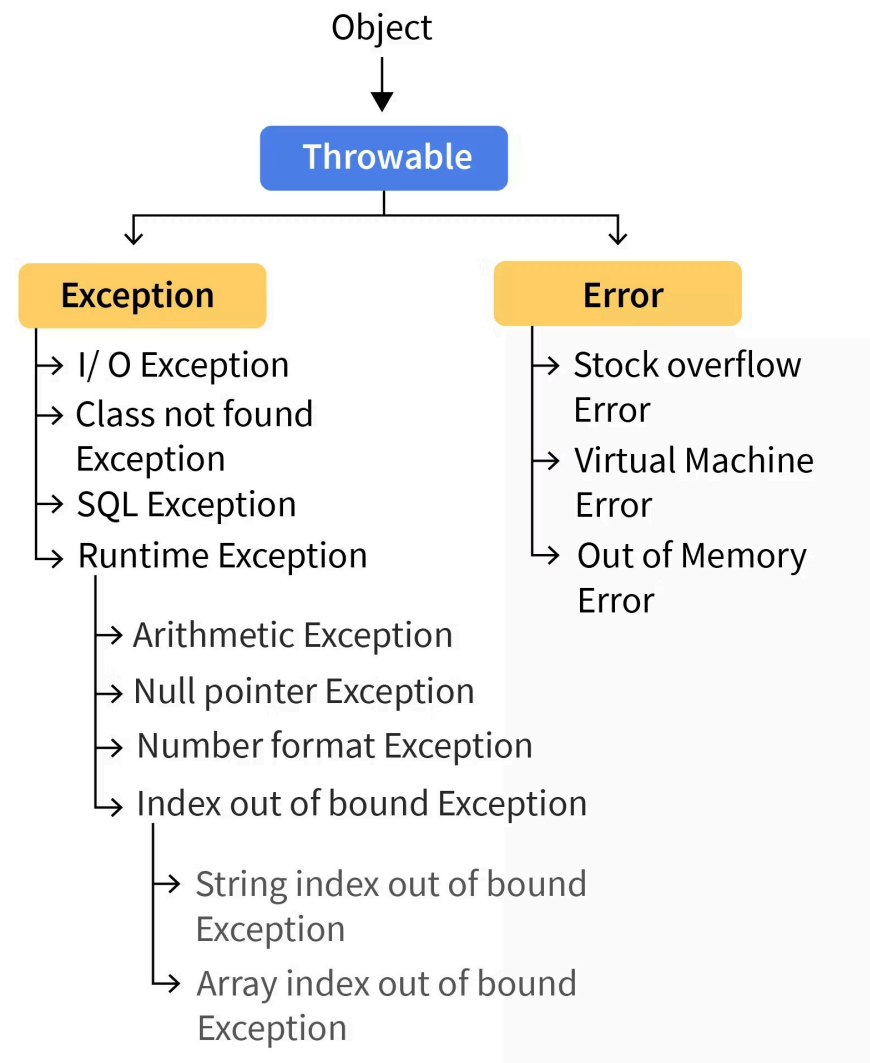 Object
Throwable
Exception
I/ O Exception
Class not found
Exception
SQL Exception
Runtime Exception
Arithmetic Exception
Null pointer Exception
Number format Exception
Index out of bound Exception
String index out of bound
Exception
Array index out of bound
Exception
Error
Stock overflow
Error
Virtual Machine
Error
Out of Memory
Error